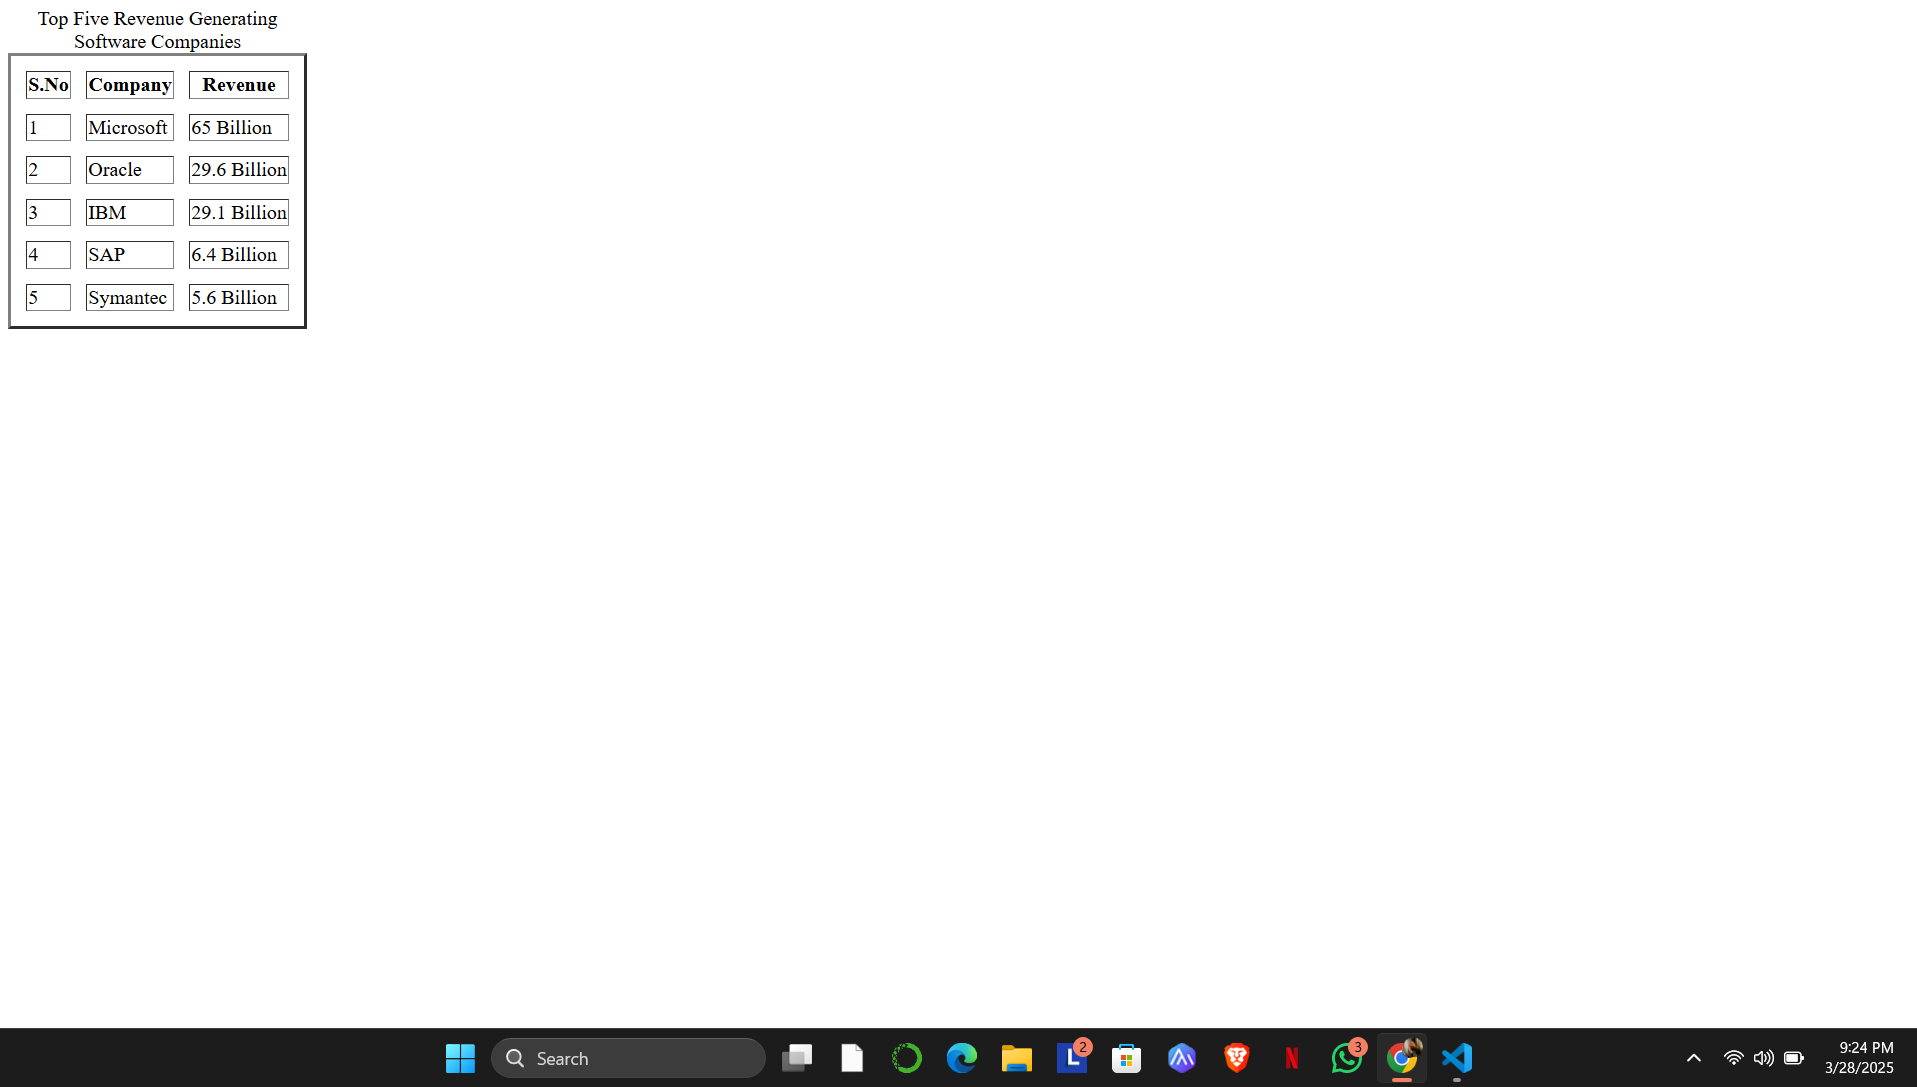 Top Five Revenue Generating
Software Companies
S.No Company Revenue
1 Microsoft 65 Billion
2 Oracle 29.6 Billion
3 IBM 29.1 Billion
4 SAP 6.4 Billion
5 Symantec 5.6 Billion
Search
L 2
N
3
9:24 PM
3/28/2025